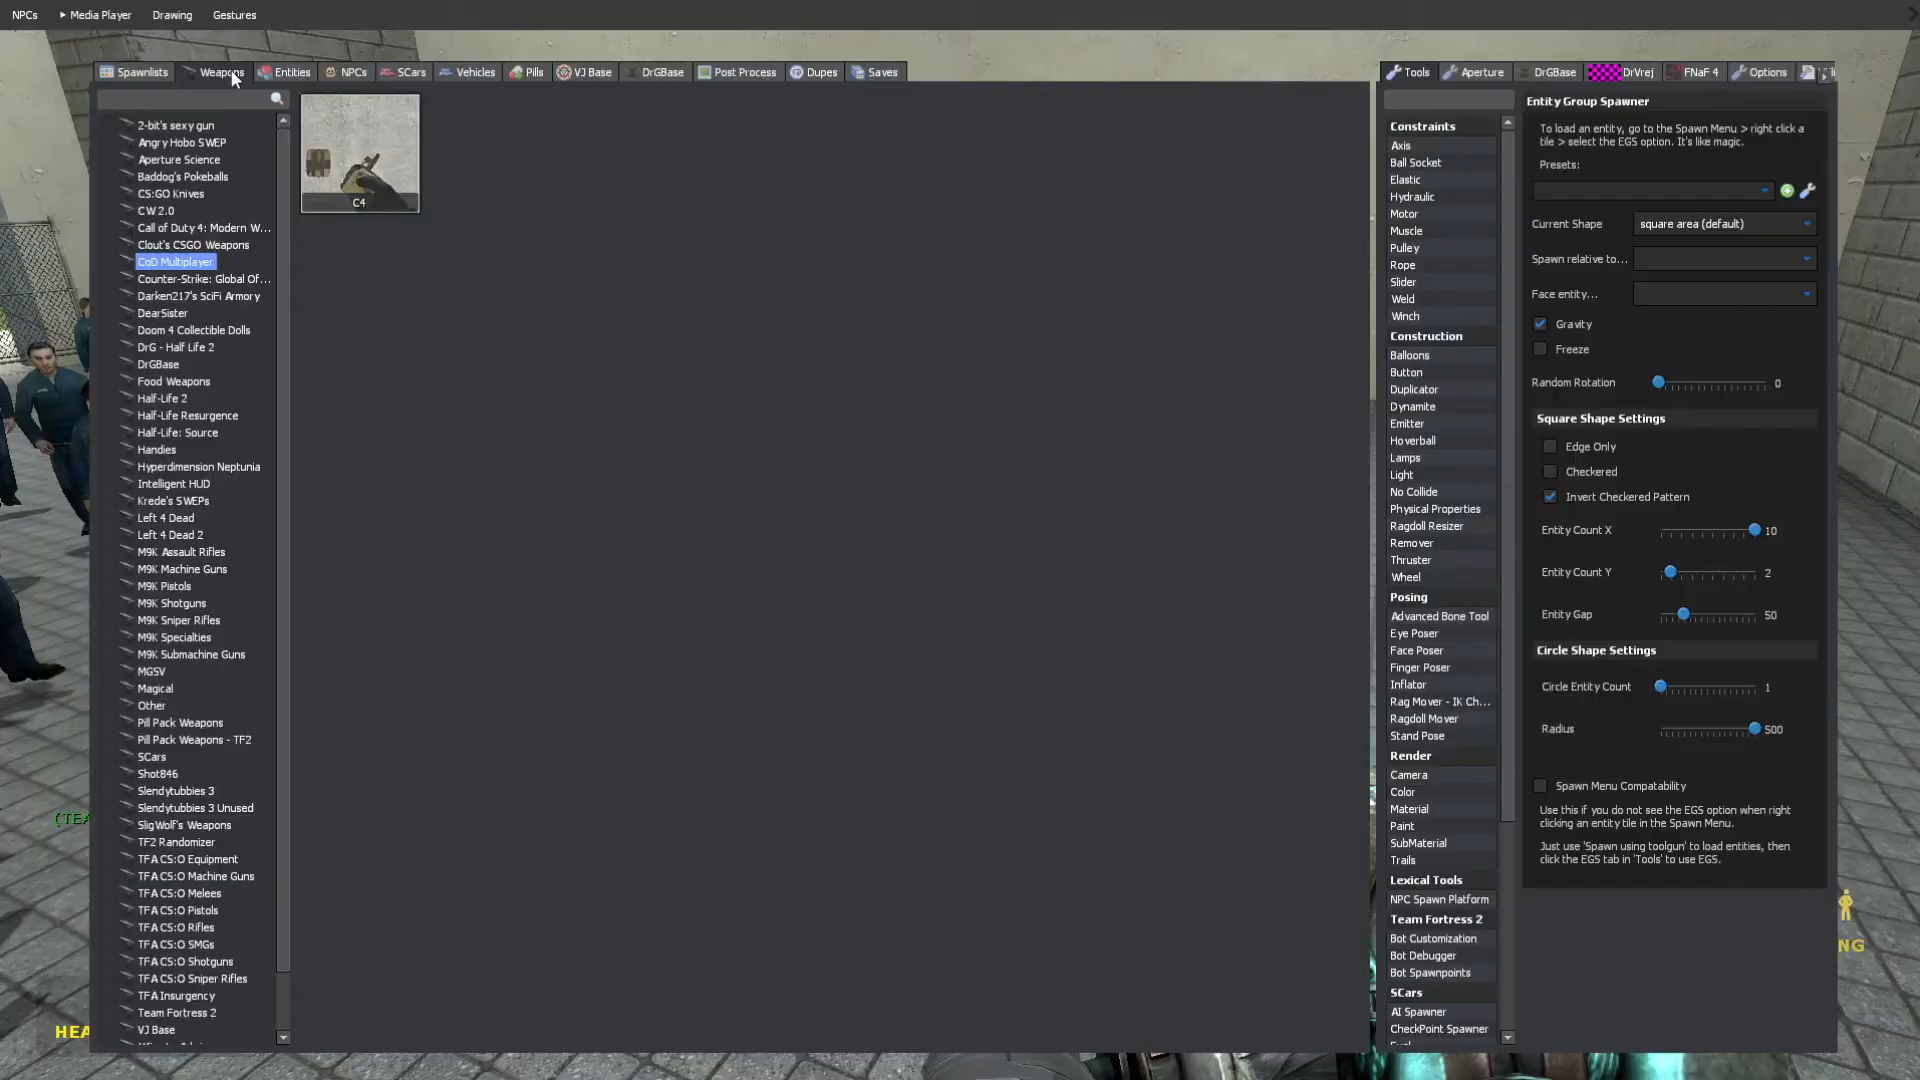 NPCs
Media Player
Drawing
Gestures
Spawnlists
Weapons
Entities
NPCs
SCars
Vehicles
Pills
VJ Base
DrGBase
Post Process
Dupes
Saves
2-bit's sexy gun
Angry Hobo SWEP
Aperture Science
Baddog's Pokeballs
CS:GO Knives
CW 2.0
Call of Duty 4: Modern W...
Clout's CSGO Weapons
CoD Multiplayer
Counter-Strike: Global Of...
Darken217's SciFi Armory
DearSister
Doom 4 Collectible Dolls
DrG - Half Life 2
DrGBase
Food Weapons
Half-Life 2
Half-Life Resurgence
Half-Life: Source
Handies
Hyperdimension Neptunia
Intelligent HUD
Krede's SWEPs
Left 4 Dead
Left 4 Dead 2
M9K Assault Rifles
M9K Machine Guns
M9K Pistols
M9K Shotguns
M9K Sniper Rifles
M9K Specialties
M9K Submachine Guns
MGSV
Magical
Other
Pill Pack Weapons
Pill Pack Weapons - TF2
SCars
Shot846
Slendytubbies 3
Slendytubbies 3 Unused
SligWolf's Weapons
TF2 Randomizer
TFA CS:O Equipment
TFA CS:O Machine Guns
TFA CS:O Melees
TFA CS:O Pistols
TFA CS:O Rifles
TFA CS:O SMGs
TFA CS:O Shotguns
TFA CS:O Sniper Rifles
TFA Insurgency
Team Fortress 2
VJ Base
C4
(TEA
HEA
Tools
Aperture
DrGBase
DrVrej
FNaF 4
Options
Constraints
Axis
Ball Socket
Elastic
Hydraulic
Motor
Muscle
Pulley
Rope
Slider
Weld
Winch
Construction
Balloons
Button
Duplicator
Dynamite
Emitter
Hoverball
Lamps
Light
No Collide
Physical Properties
Ragdoll Resizer
Remover
Thruster
Wheel
Posing
Advanced Bone Tool
Eye Poser
Face Poser
Finger Poser
Inflator
Rag Mover - IK Ch...
Ragdoll Mover
Stand Pose
Render
Camera
Color
Material
Paint
SubMaterial
Trails
Lexical Tools
NPC Spawn Platform
Team Fortress 2
Bot Customization
Bot Debugger
Bot Spawnpoints
SCars
AI Spawner
CheckPoint Spawner
Entity Group Spawner
To load an entity, go to the Spawn Menu > right click a
tile > select the EGS option. It's like magic.
Presets:
Current Shape
square area (default)
Spawn relative to...
Face entity...
Gravity
Freeze
Random Rotation
0
Square Shape Settings
Edge Only
Checkered
Invert Checkered Pattern
Entity Count X
10
Entity Count Y
2
Entity Gap
50
Circle Shape Settings
Circle Entity Count
1
Radius
500
Spawn Menu Compatability
Use this if you do not see the EGS option when right
clicking an entity tile in the Spawn Menu.
Just use 'Spawn using toolgun' to load entities, then
click the EGS tab in 'Tools' to use EGS.
NG